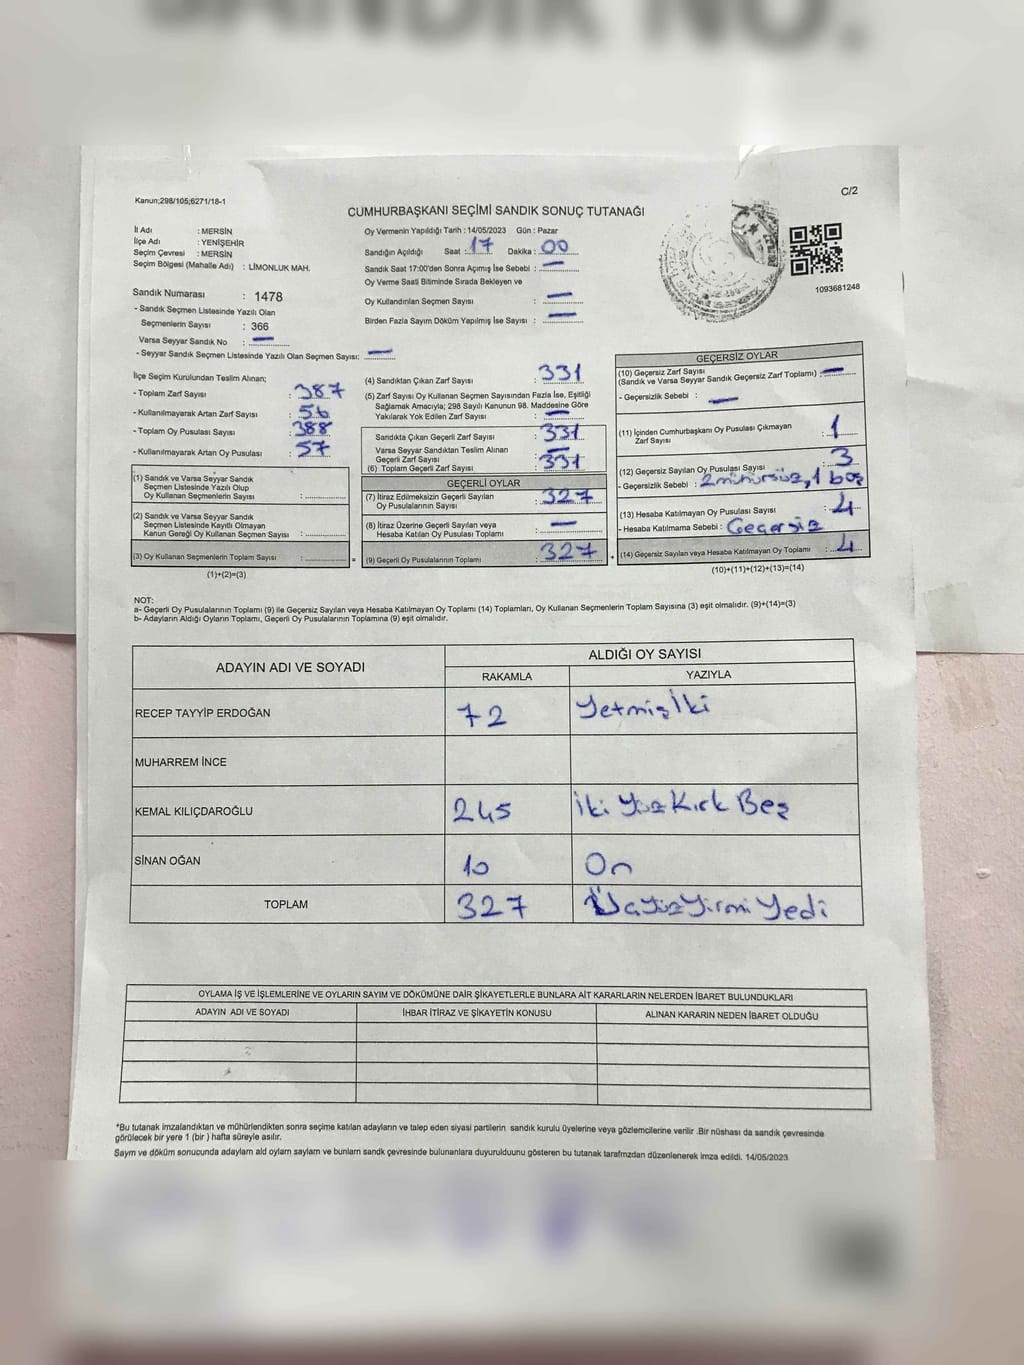 SANDIK NO.
C/2
Kanun;298/105;6271/18-1
CUMHURBAŞKANI SEÇİMİ SANDIK SONUÇ TUTANAĞI
İl Adı : MERSİN
İlçe Adı : YENİŞEHİR
Seçim Çevresi : MERSİN
Seçim Bölgesi (Mahalle Adı) : LİMONLUK MAH.
Sandık Numarası : 1478
- Sandık Seçmen Listesinde Yazılı Olan
Seçmenlerin Sayısı : 366
Varsa Seyyar Sandık No : —
- Seyyar Sandık Seçmen Listesinde Yazılı Olan Seçmen Sayısı: —
Oy Vermenin Yapıldığı Tarih : 14/05/2023 Gün : Pazar
Sandığın Açıldığı Saat : 17 Dakika : 00
Sandık Saat 17:00'den Sonra Açımış İse Sebebi : —
Oy Verme Saati Bitiminde Sırada Bekleyen ve
Oy Kullandırılan Seçmen Sayısı : —
Birden Fazla Sayım Döküm Yapılmış İse Sayısı : —
1093681248
İlçe Seçim Kurulundan Teslim Alınan;
- Toplam Zarf Sayısı : 387
- Kullanılmayarak Artan Zarf Sayısı : 56
- Toplam Oy Pusulası Sayısı : 388
- Kullanılmayarak Artan Oy Pusulası : 57
(1) Sandık ve Varsa Seyyar Sandık
Seçmen Listesinde Yazılı Olup
Oy Kullanan Seçmenlerin Sayısı :
(2) Sandık ve Varsa Seyyar Sandık
Seçmen Listesinde Kayıtlı Olmayan
Kanun Gereği Oy Kullanan Seçmen Sayısı :
(3) Oy Kullanan Seçmenlerin Toplam Sayısı : =
(1)+(2)=(3)
(4) Sandıktan Çıkan Zarf Sayısı : 331
(5) Zarf Sayısı Oy Kullanan Seçmen Sayısından Fazla İse, Eşitliği
Sağlamak Amacıyla; 298 Sayılı Kanunun 98. Maddesine Göre
Yakılarak Yok Edilen Zarf Sayısı : —
Sandıkta Çıkan Geçerli Zarf Sayısı : 331
Varsa Seyyar Sandıktan Teslim Alınan
Geçerli Zarf Sayısı : —
(6) Toplam Geçerli Zarf Sayısı : 331
GEÇERLİ OYLAR
(7) İtiraz Edilmeksizin Geçerli Sayılan
Oy Pusulalarının Sayısı : 327
(8) İtiraz Üzerine Geçerli Sayılan veya
Hesaba Katılan Oy Pusulası Toplamı : —
(9) Geçerli Oy Pusulalarının Toplamı : 327 +
GEÇERSİZ OYLAR
(10) Geçersiz Zarf Sayısı
(Sandık ve Varsa Seyyar Sandık Geçersiz Zarf Toplamı) : —
- Geçersizlik Sebebi : —
(11) İçinden Cumhurbaşkanı Oy Pusulası Çıkmayan
Zarf Sayısı : 1
(12) Geçersiz Sayılan Oy Pusulası Sayısı : 3
- Geçersizlik Sebebi : 2 mühürsüz, 1 boş
(13) Hesaba Katılmayan Oy Pusulası Sayısı : 4
- Hesaba Katılmama Sebebi : Geçersiz
(14) Geçersiz Sayılan veya Hesaba Katılmayan Oy Toplamı : 4
(10)+(11)+(12)+(13)=(14)
NOT:
a- Geçerli Oy Pusulalarının Toplamı (9) ile Geçersiz Sayılan veya Hesaba Katılmayan Oy Toplamı (14) Toplamları, Oy Kullanan Seçmenlerin Toplam Sayısına (3) eşit olmalıdır. (9)+(14)=(3)
b- Adayların Aldığı Oyların Toplamı, Geçerli Oy Pusulalarının Toplamına (9) eşit olmalıdır.
ADAYIN ADI VE SOYADI
ALDIĞI OY SAYISI
RAKAMLA YAZIYLA
RECEP TAYYİP ERDOĞAN 72 Yetmiş İki
MUHARREM İNCE
KEMAL KILIÇDAROĞLU 245 İki Yüz Kırk Beş
SİNAN OĞAN 10 On
TOPLAM 327 Üç Yüz Yirmi Yedi
OYLAMA İŞ VE İŞLEMLERİNE VE OYLARIN SAYIM VE DÖKÜMÜNE DAİR ŞİKAYETLERLE BUNLARA AİT KARARLARIN NELERDEN İBARET BULUNDUKLARI
ADAYIN ADI VE SOYADI İHBAR İTİRAZ VE ŞİKAYETİN KONUSU ALINAN KARARIN NEDEN İBARET OLDUĞU
*Bu tutanak imzalandıktan ve mühürlendikten sonra seçime katılan adayların ve talep eden siyasi partilerin sandık kurulu üyelerine veya gözlemcilerine verilir .Bir nüshası da sandık çevresinde
görülecek bir yere 1 (bir ) hafta süreyle asılır.
Saym ve döküm sonucunda adaylarn ald oylarn saylarn ve bunlarn sandk çevresinde bulunanlara duyurulduunu gösteren bu tutanak tarafmzdan düzenlenerek imza edildi. 14/05/2023